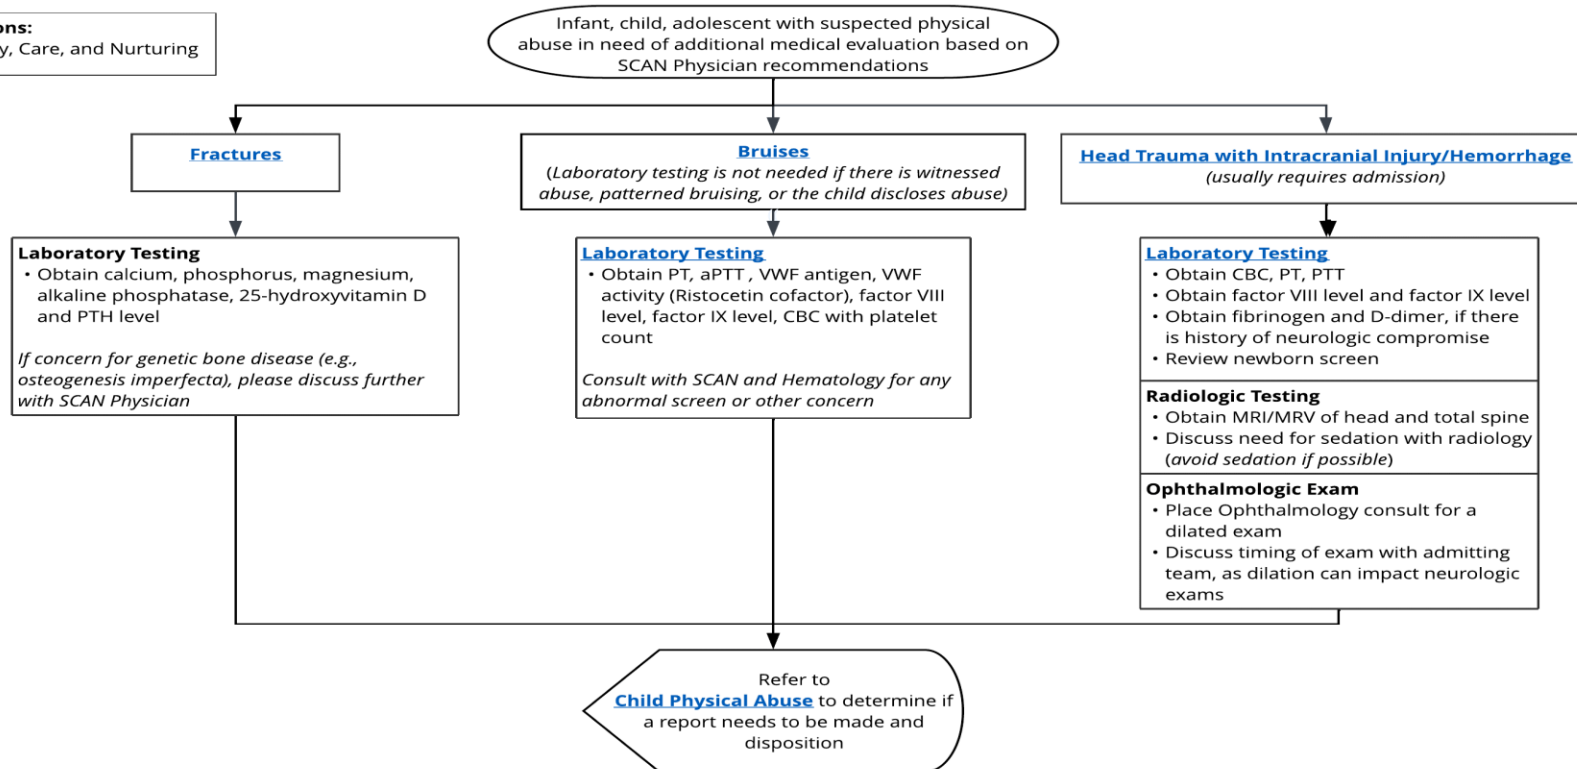 ons:
y, Care, and Nurturing
Infant, child, adolescent with suspected physical
abuse in need of additional medical evaluation based on
SCAN Physician recommendations
Fractures
Bruises
(Laboratory testing is not needed if there is witnessed
abuse, patterned bruising, or the child discloses abuse)
Head Trauma with Intracranial Injury/Hemorrhage
(usually requires admission)
Laboratory Testing
• Obtain calcium, phosphorus, magnesium,
alkaline phosphatase, 25-hydroxyvitamin D
and PTH level
If concern for genetic bone disease (e.g.,
osteogenesis imperfecta), please discuss further
with SCAN Physician
Laboratory Testing
• Obtain PT, aPTT , VWF antigen, VWF
activity (Ristocetin cofactor), factor VIII
level, factor IX level, CBC with platelet
count
Consult with SCAN and Hematology for any
abnormal screen or other concern
Laboratory Testing
• Obtain CBC, PT, PTT
• Obtain factor VIII level and factor IX level
• Obtain fibrinogen and D-dimer, if there
is history of neurologic compromise
• Review newborn screen
Radiologic Testing
• Obtain MRI/MRV of head and total spine
• Discuss need for sedation with radiology
(avoid sedation if possible)
Ophthalmologic Exam
• Place Ophthalmology consult for a
dilated exam
• Discuss timing of exam with admitting
team, as dilation can impact neurologic
exams
Refer to
Child Physical Abuse to determine if
a report needs to be made and
disposition